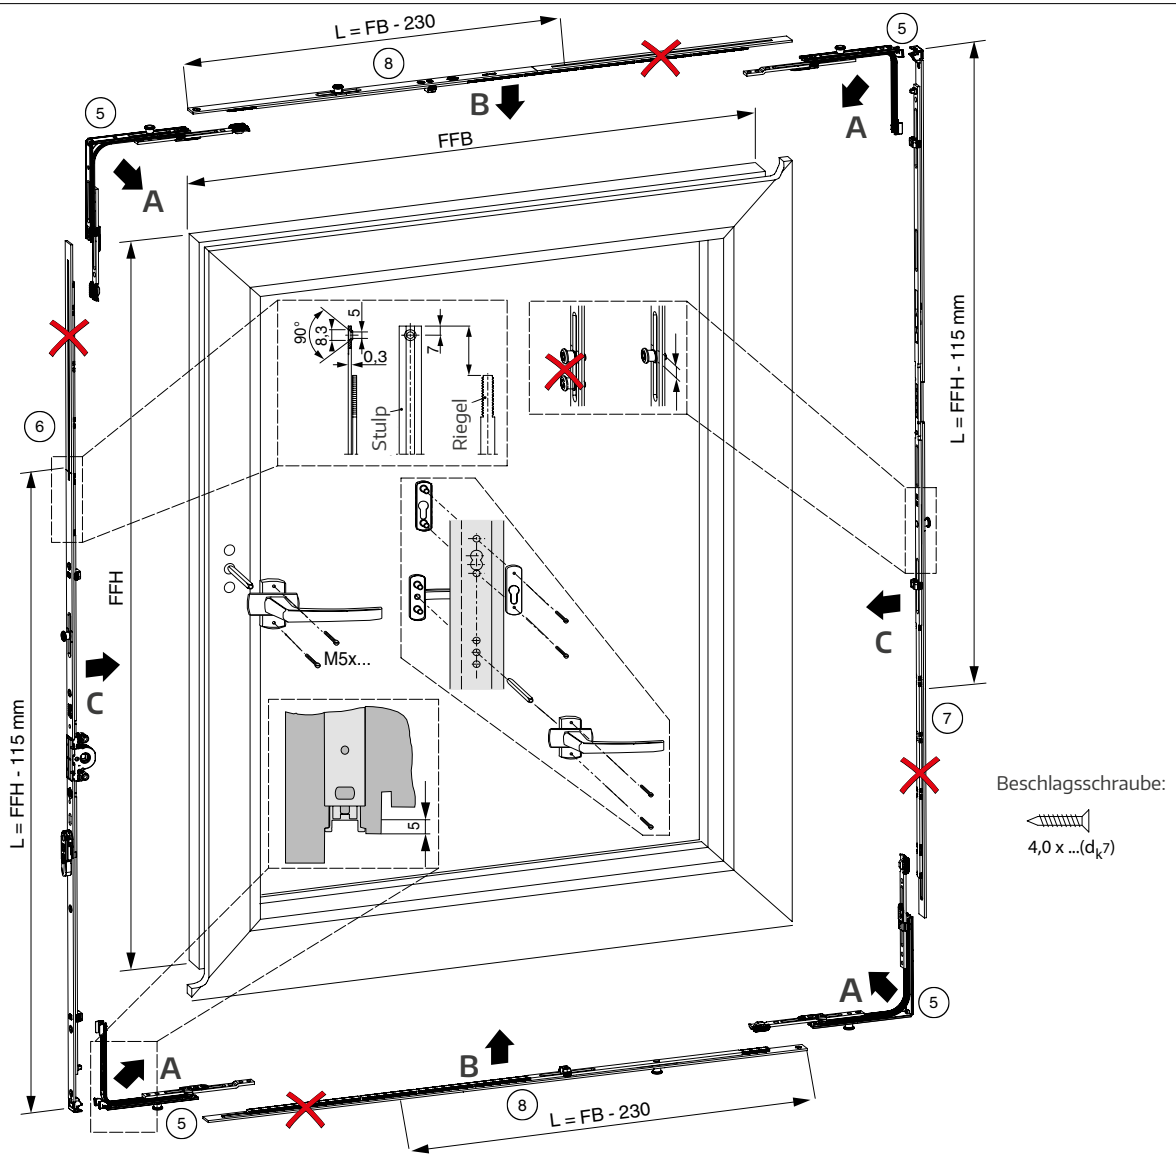 L = FB - 230
8
5
5
B
A
A
FFB
90°
8,3
5
0,3
7
Stulp
Riegel
L = FFH - 115 mm
6
FFH
M5x...
C
C
7
L = FFH - 115 mm
5
Beschlagsschraube:
4,0 x ...(dk7)
A
5
A
B
5
8
L = FB - 230